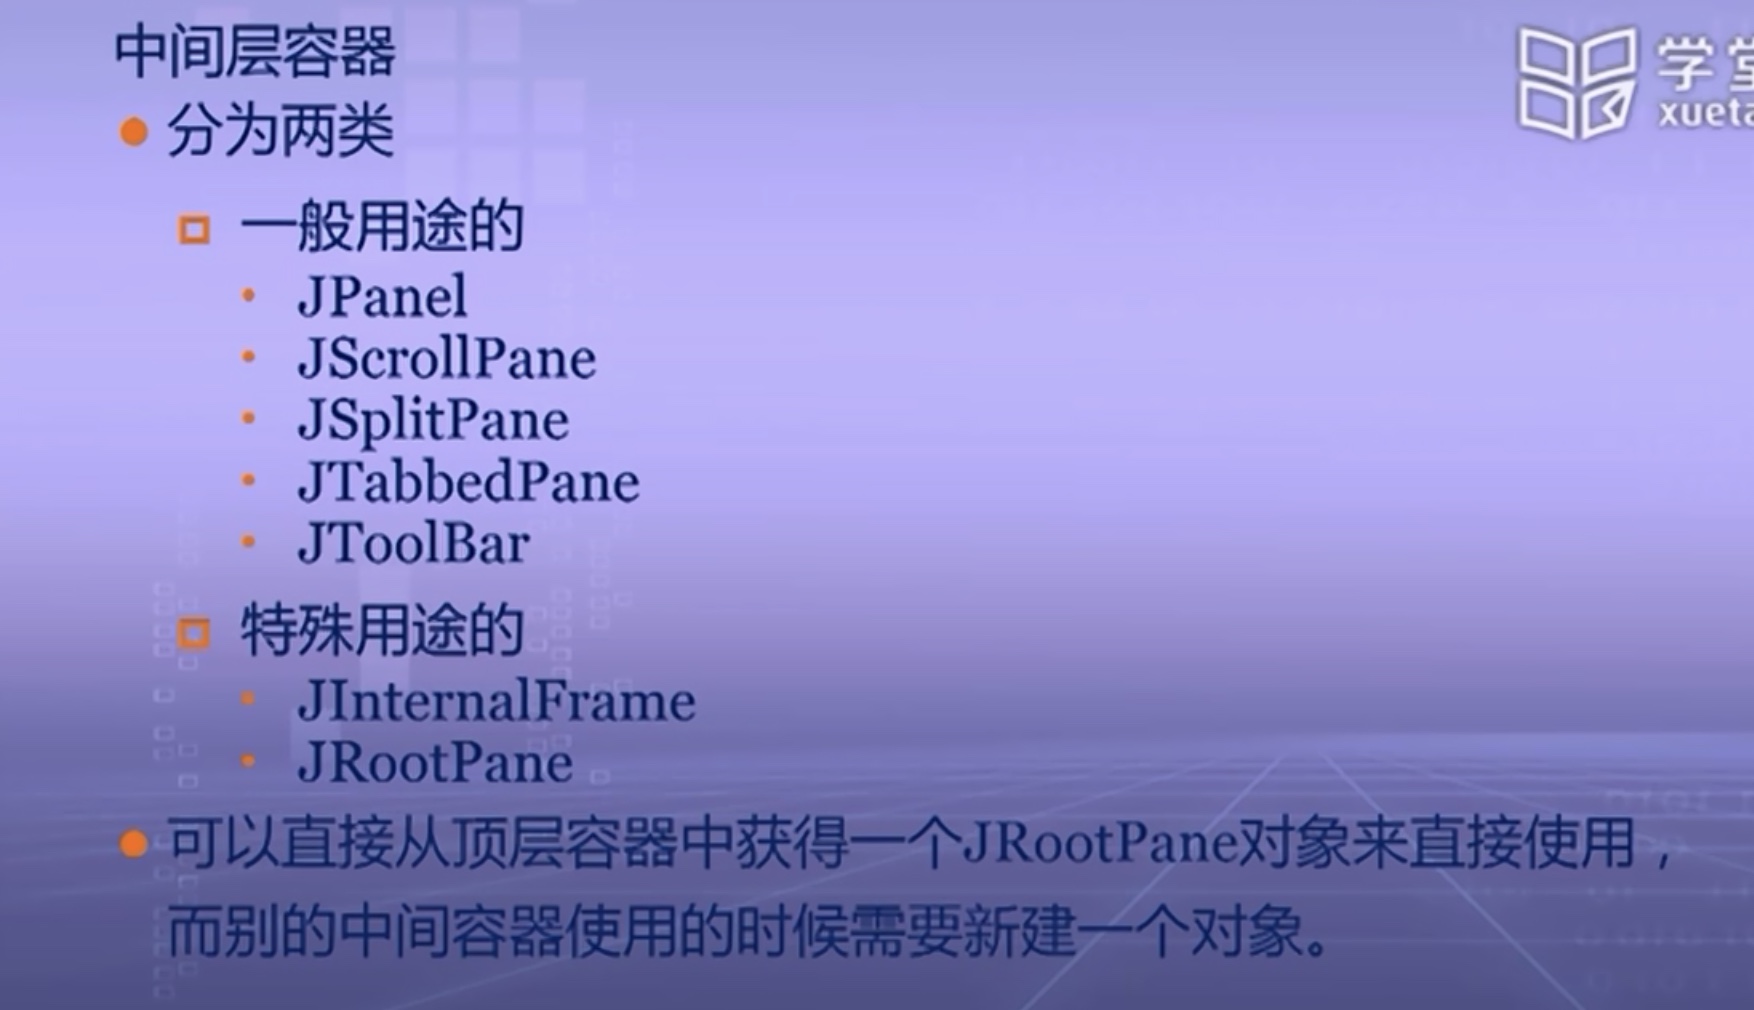 中间层容器
分为两类
一般用途的
JPanel
JScrollPane
JSplitPane
JTabbedPane
JToolBar
特殊用途的
JInternalFrame
JRootPane
可以直接从顶层容器中获得一个JRootPane对象来直接使用，
而别的中间容器使用的时候需要新建一个对象。
学